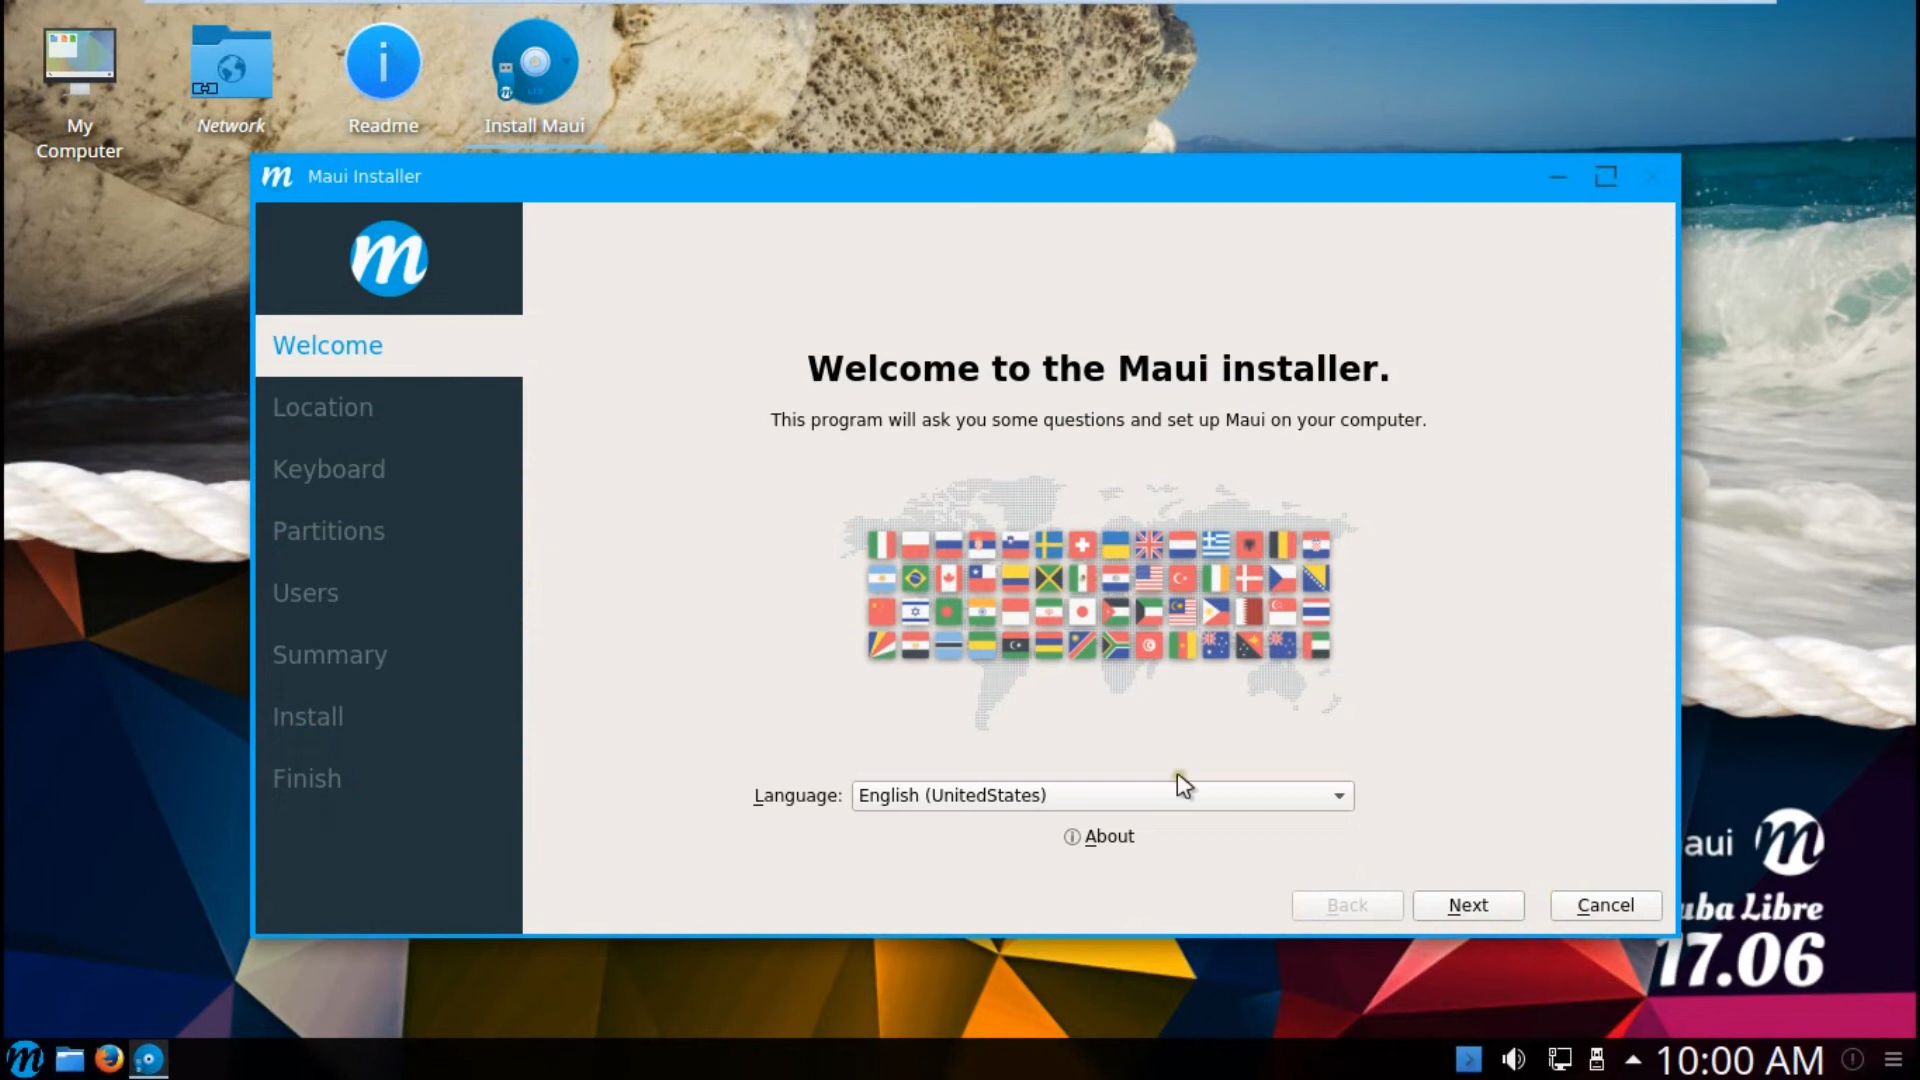 My
Computer
Network
Readme
Install Maui
m Maui Installer
m
Welcome
Location
Keyboard
Partitions
Users
Summary
Install
Finish
Welcome to the Maui installer.
This program will ask you some questions and set up Maui on your computer.
Language: English (UnitedStates)
About
Back Next Cancel
aui m
uba Libre
17.06
10:00 AM